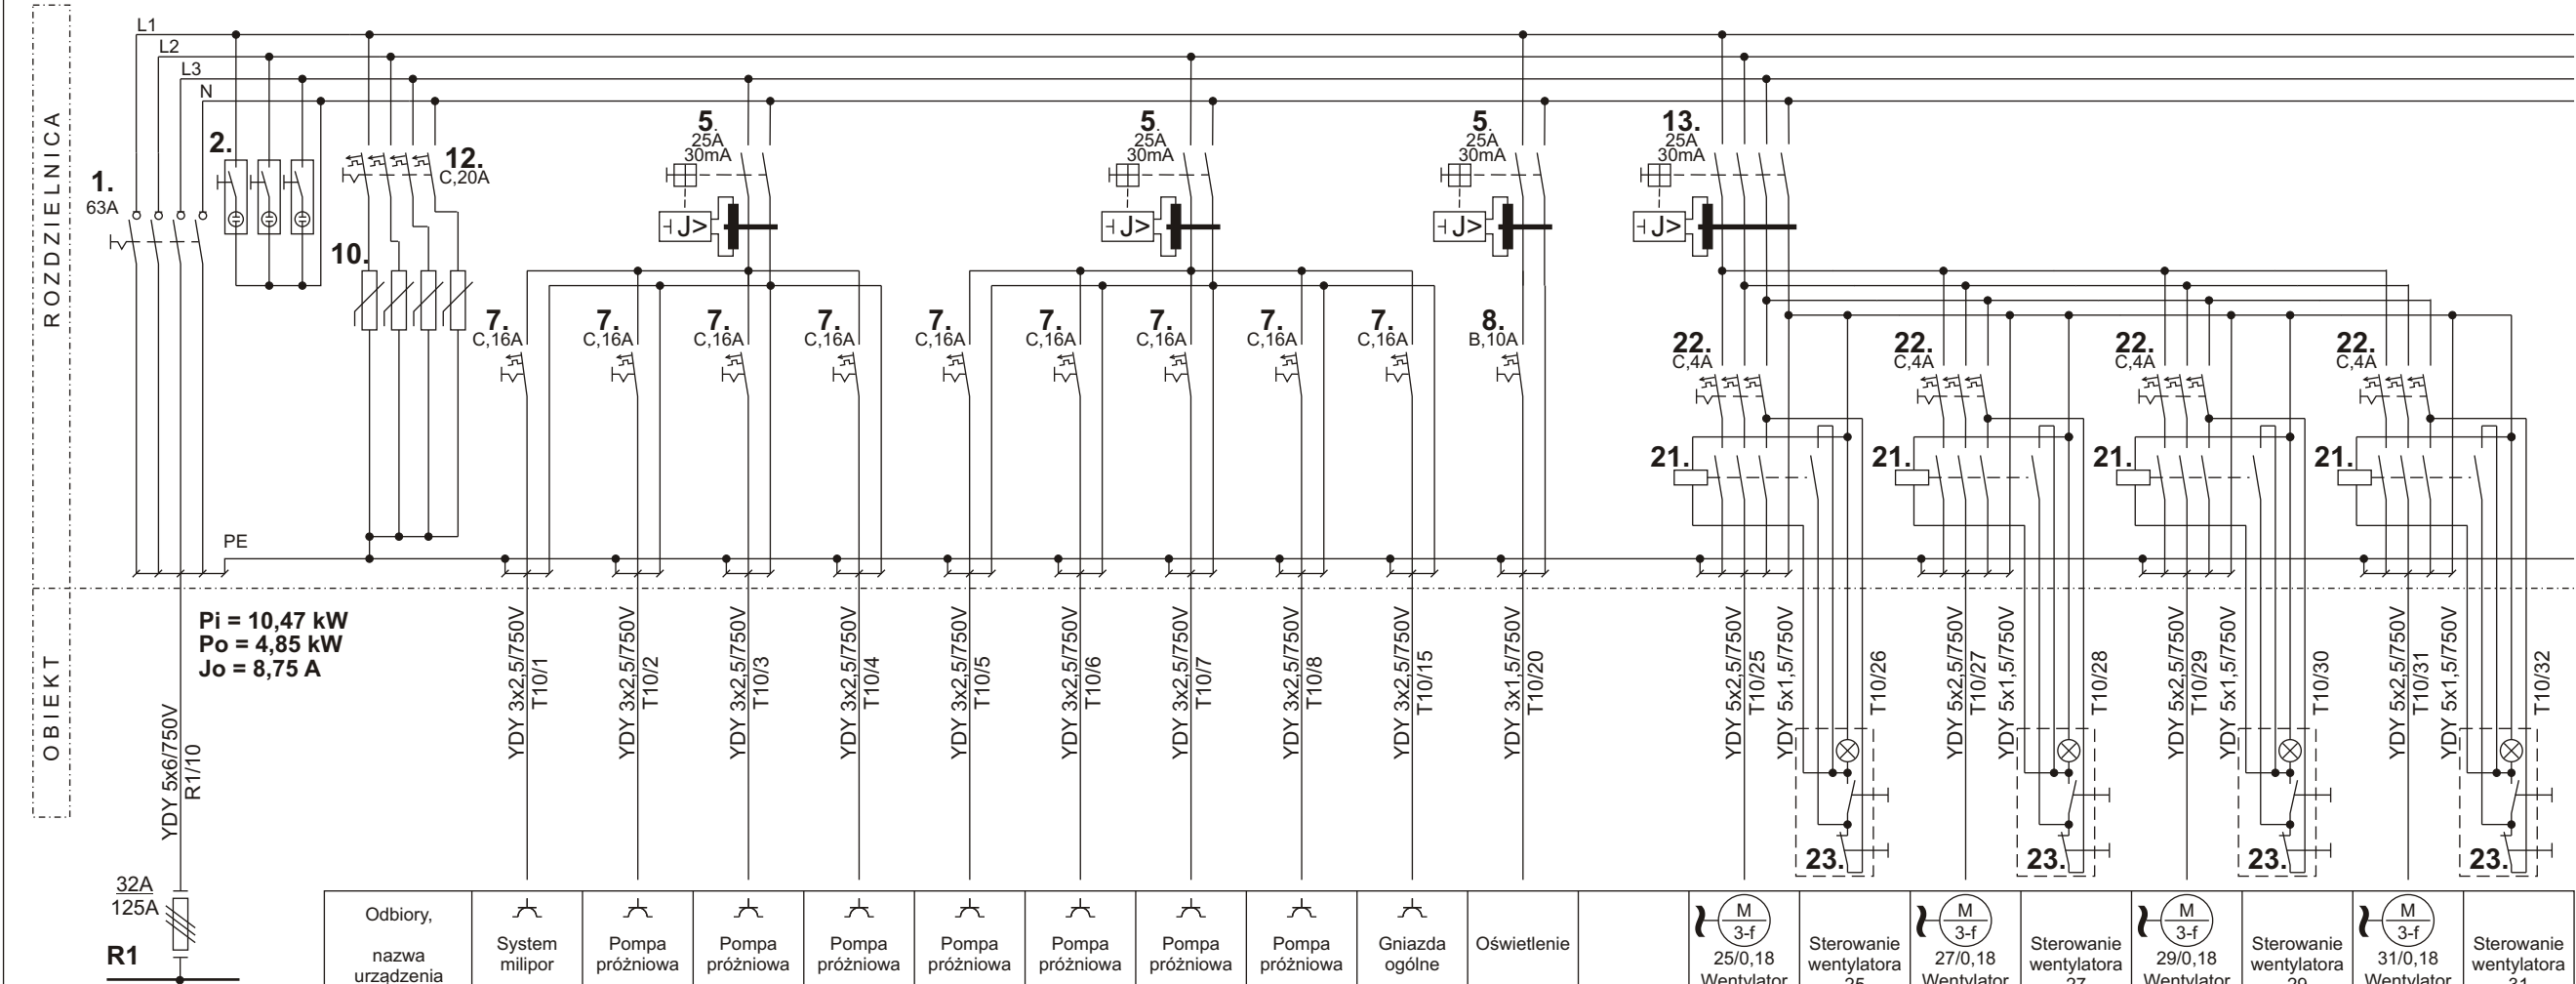 ROZDZIELNICA
OBIEKT
L1
L2
L3
N
PE
1.
63A
2.
12.
C,20A
10.
5.
25A
30mA
J>
5.
25A
30mA
J>
5.
25A
30mA
J>
13.
25A
30mA
J>
7.
C,16A
7.
C,16A
7.
C,16A
7.
C,16A
7.
C,16A
7.
C,16A
7.
C,16A
7.
C,16A
7.
C,16A
8.
B,10A
22.
C,4A
22.
C,4A
22.
C,4A
22.
C,4A
21.
21.
21.
21.
Pi = 10,47 kW
Po = 4,85 kW
Jo = 8,75 A
YDY 5x6/750V
R1/10
YDY 3x2,5/750V
T10/1
YDY 3x2,5/750V
T10/2
YDY 3x2,5/750V
T10/3
YDY 3x2,5/750V
T10/4
YDY 3x2,5/750V
T10/5
YDY 3x2,5/750V
T10/6
YDY 3x2,5/750V
T10/7
YDY 3x2,5/750V
T10/8
YDY 3x2,5/750V
T10/15
YDY 3x1,5/750V
T10/20
YDY 5x2,5/750V
T10/25
YDY 5x1,5/750V
T10/26
YDY 5x2,5/750V
T10/27
YDY 5x1,5/750V
T10/28
YDY 5x2,5/750V
T10/29
YDY 5x1,5/750V
T10/30
YDY 5x2,5/750V
T10/31
YDY 5x1,5/750V
T10/32
23.
23.
23.
23.
32A
125A
R1
Odbiory,
nazwa
urządzenia
System
milipor
Pompa
próżniowa
Pompa
próżniowa
Pompa
próżniowa
Pompa
próżniowa
Pompa
próżniowa
Pompa
próżniowa
Pompa
próżniowa
Gniazda
ogólne
Oświetlenie
M
3-f
25/0,18
Wentylator
Sterowanie
wentylatora
25
M
3-f
27/0,18
Wentylator
Sterowanie
wentylatora
27
M
3-f
29/0,18
Wentylator
Sterowanie
wentylatora
29
M
3-f
31/0,18
Wentylator
Sterowanie
wentylatora
31